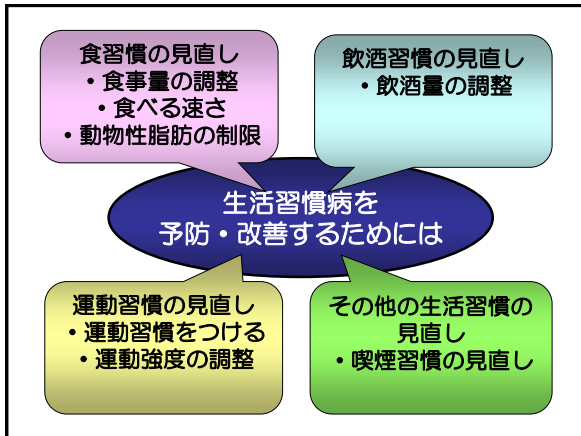 食習慣の見直し
・食事量の調整
・食べる速さ
・動物性脂肪の制限
飲酒習慣の見直し
・飲酒量の調整
生活習慣病を
予防・改善するためには
運動習慣の見直し
・運動習慣をつける
・運動強度の調整
その他の生活習慣の
見直し
・喫煙習慣の見直し